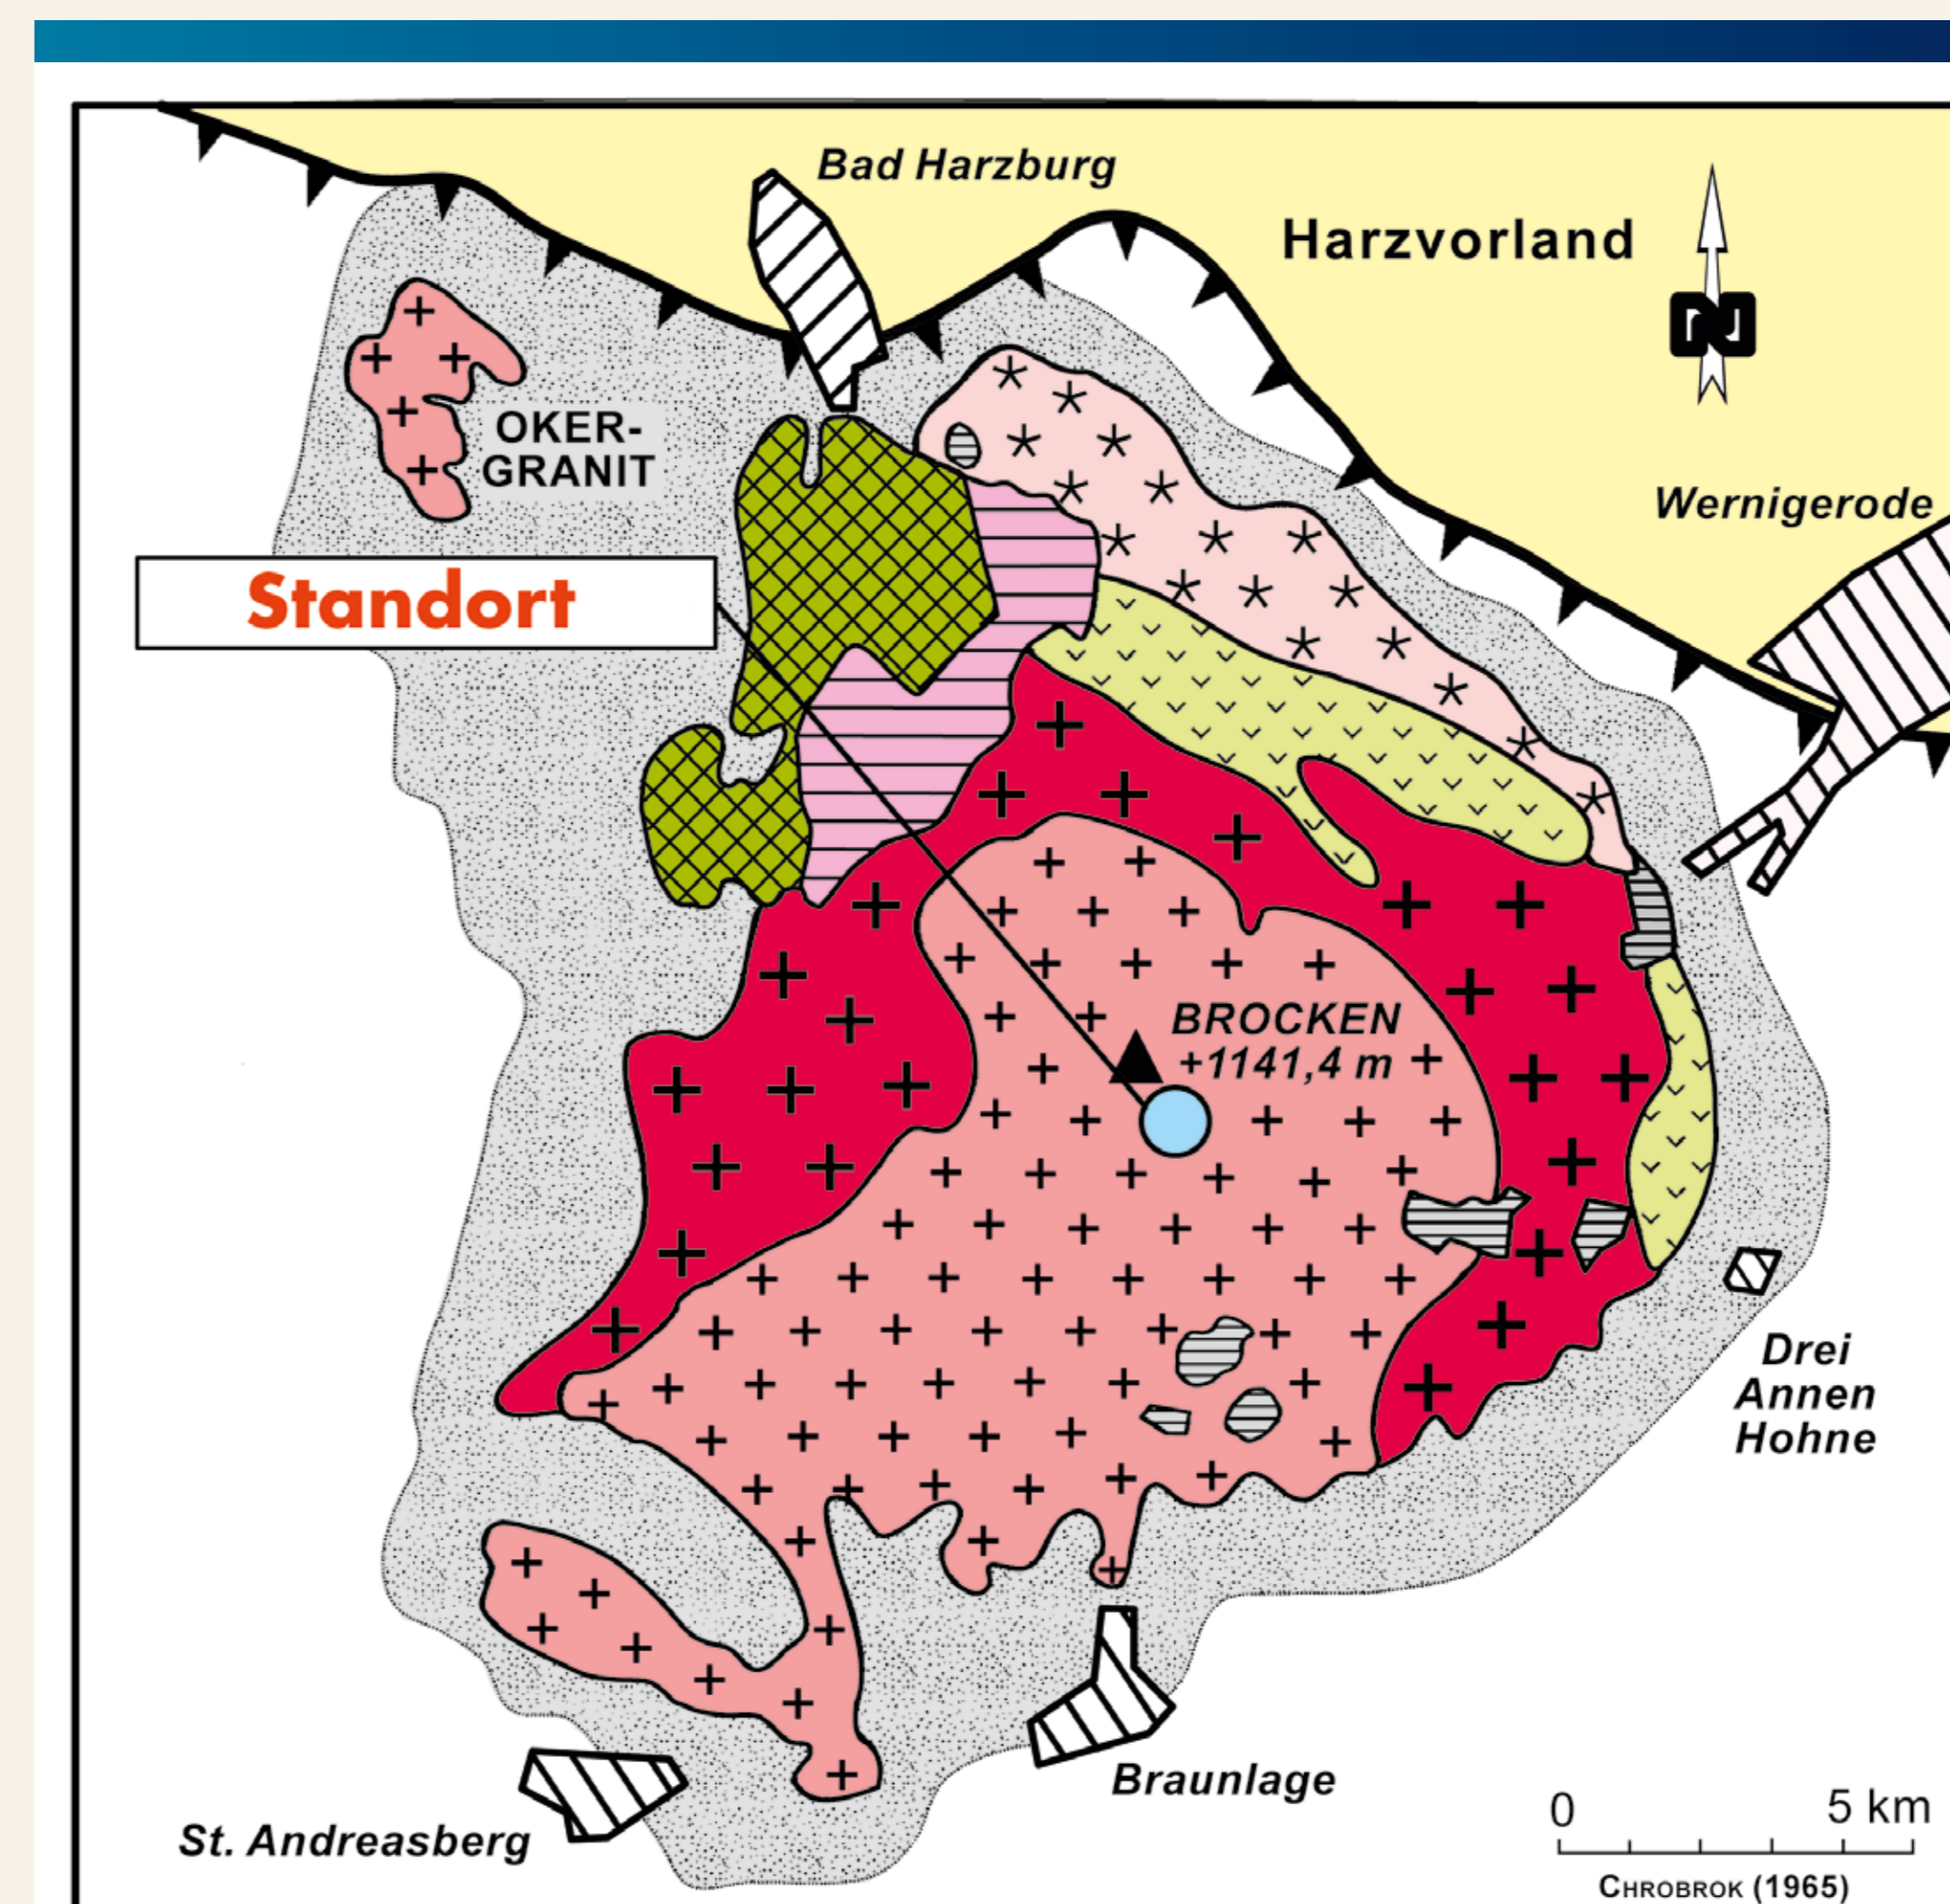 Bad Harzburg
Harzvorland
N
Wernigerode
OKER-
GRANIT
Standort
BROCKEN
+1141,4 m
Drei
Annen
Hohne
Braunlage
St. Andreasberg
0 5 km
CHROBROK (1965)